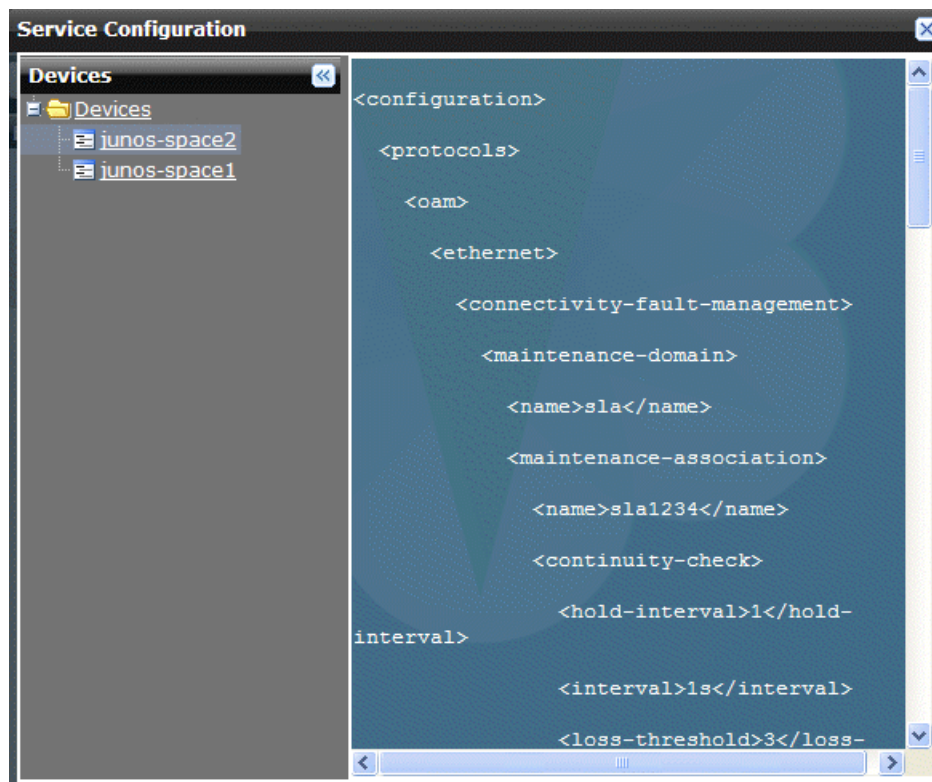 Service Configuration
Devices
Devices
junos-space2
junos-space1
<configuration>
<protocols>
<oam>
<ethernet>
<connectivity-fault-management>
<maintenance-domain>
<name>sla</name>
<maintenance-association>
<name>sla1234</name>
<continuity-check>
<hold-interval>1</hold-
interval>
<interval>1s</interval>
<loss-threshold>3</loss-